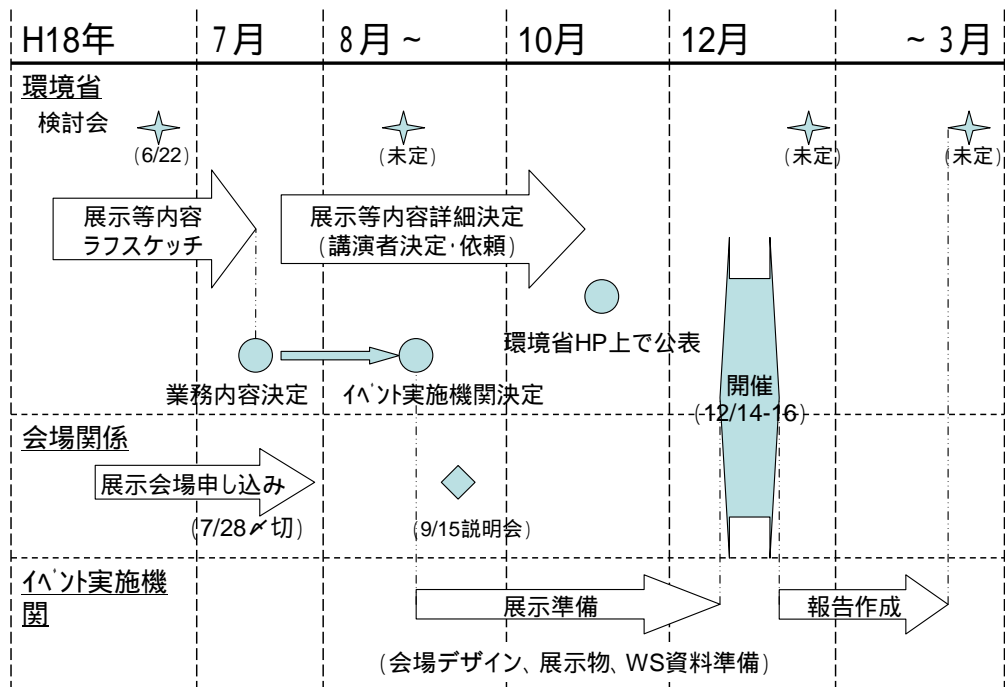 H18年 7月 8月～ 10月 12月 ～3月
環境省
検討会
(6/22) (未定) (未定) (未定)
展示等内容
ラフスケッチ
展示等内容詳細決定
(講演者決定･依頼)
環境省HP上で公表
業務内容決定 ｲﾍﾞﾝﾄ実施機関決定
開催
(12/14-16)
会場関係
展示会場申し込み
(7/28〆切) (9/15説明会)
ｲﾍﾞﾝﾄ実施機
関
展示準備 報告作成
(会場デザイン、展示物、WS資料準備)